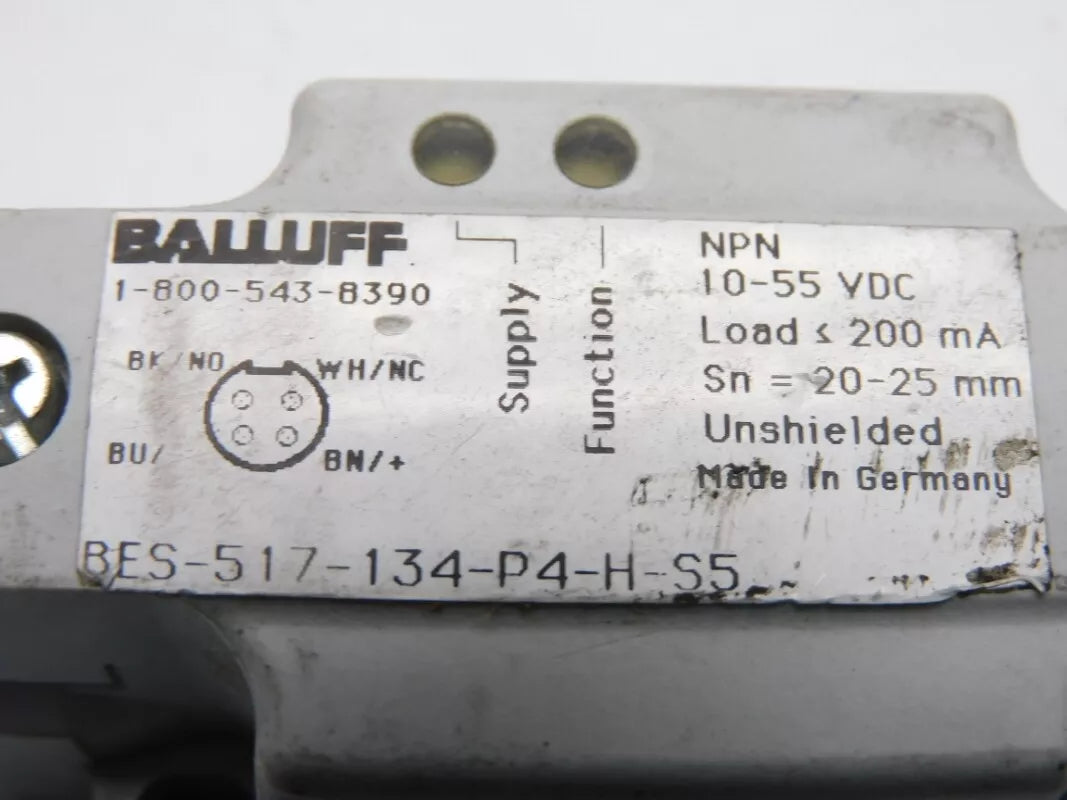 BALLUFF
1-800-543-8390
BK/NO
WH/NC
BU/
BN/+
Supply
Function
NPN
10-55 VDC
Load ≤ 200 mA
Sn = 20-25 mm
Unshielded
Made In Germany
BES-517-134-P4-H-S5